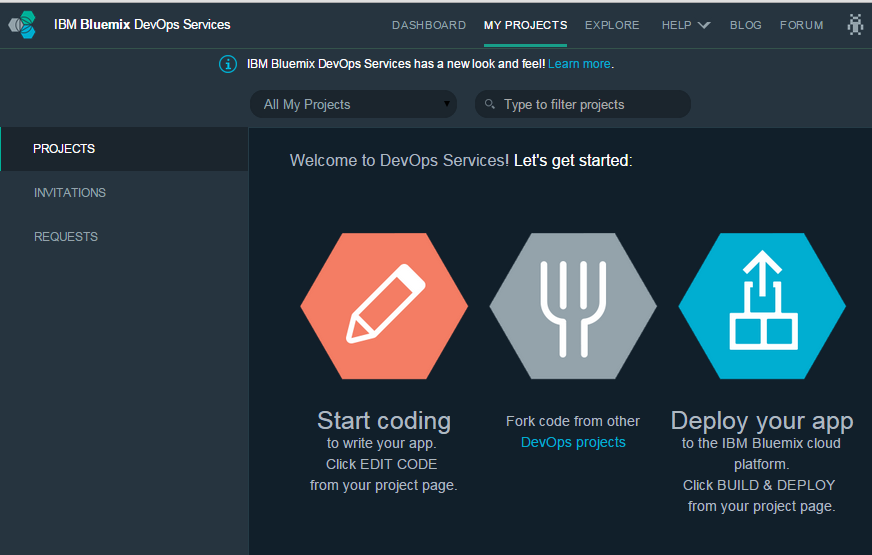 IBM Bluemix DevOps Services
DASHBOARD MY PROJECTS EXPLORE HELP BLOG FORUM
IBM Bluemix DevOps Services has a new look and feel! Learn more.
All My Projects
Type to filter projects
PROJECTS
INVITATIONS
REQUESTS
Welcome to DevOps Services! Let's get started:
Start coding
to write your app.
Click EDIT CODE
from your project page.
Fork code from other
DevOps projects
Deploy your app
to the IBM Bluemix cloud
platform.
Click BUILD & DEPLOY
from your project page.